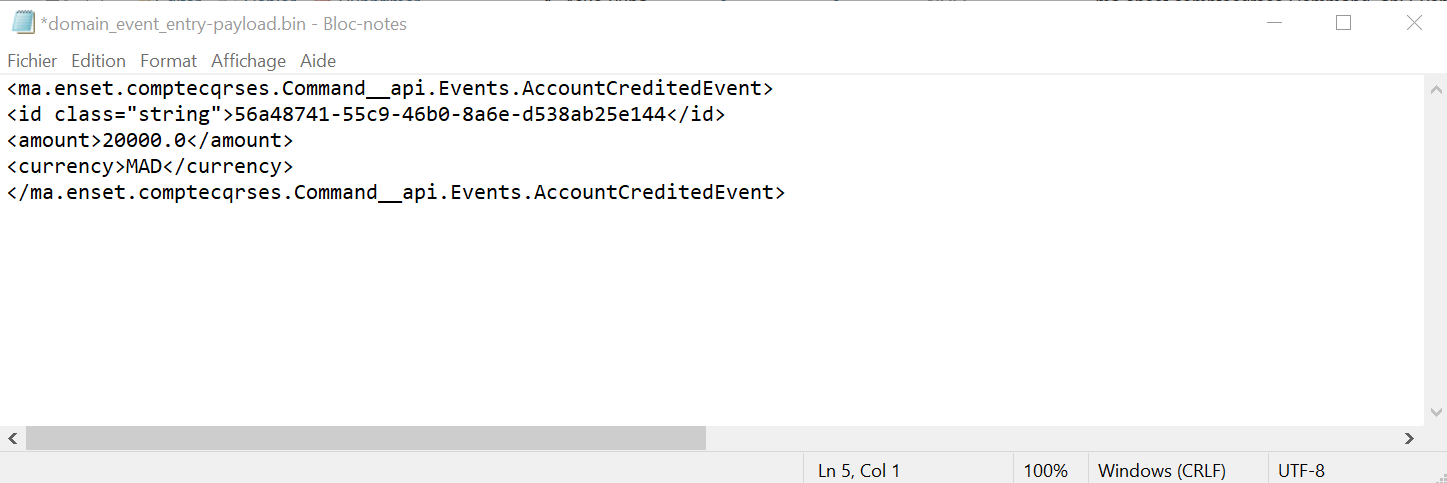 *domain_event_entry-payload.bin - Bloc-notes
Fichier Edition Format Affichage Aide
<ma.enset.comptecqrses.Command__api.Events.AccountCreditedEvent>
<id class="string">56a48741-55c9-46b0-8a6e-d538ab25e144</id>
<amount>20000.0</amount>
<currency>MAD</currency>
</ma.enset.comptecqrses.Command__api.Events.AccountCreditedEvent>
Ln 5, Col 1 100% Windows (CRLF) UTF-8